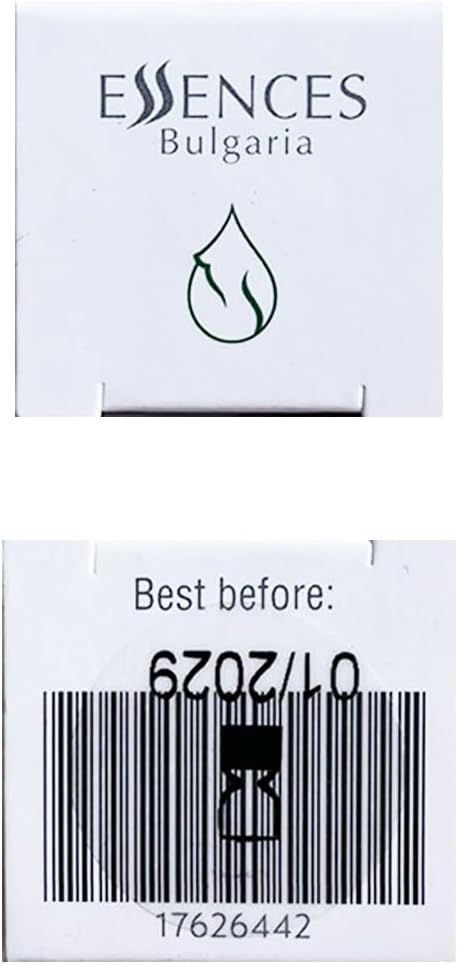 ESSENCES
Bulgaria
Best before:
01/2029
17626442